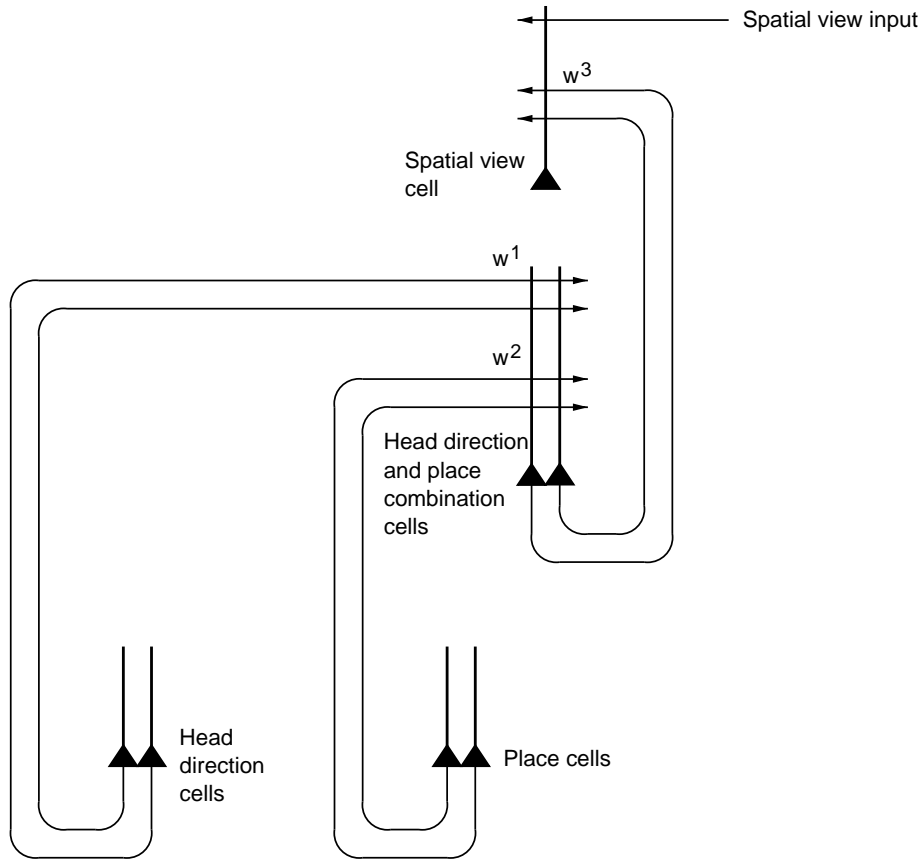 Spatial view input
w3
Spatial view
cell
w1
w2
Head direction
and place
combination
cells
Head
direction
cells
Place cells